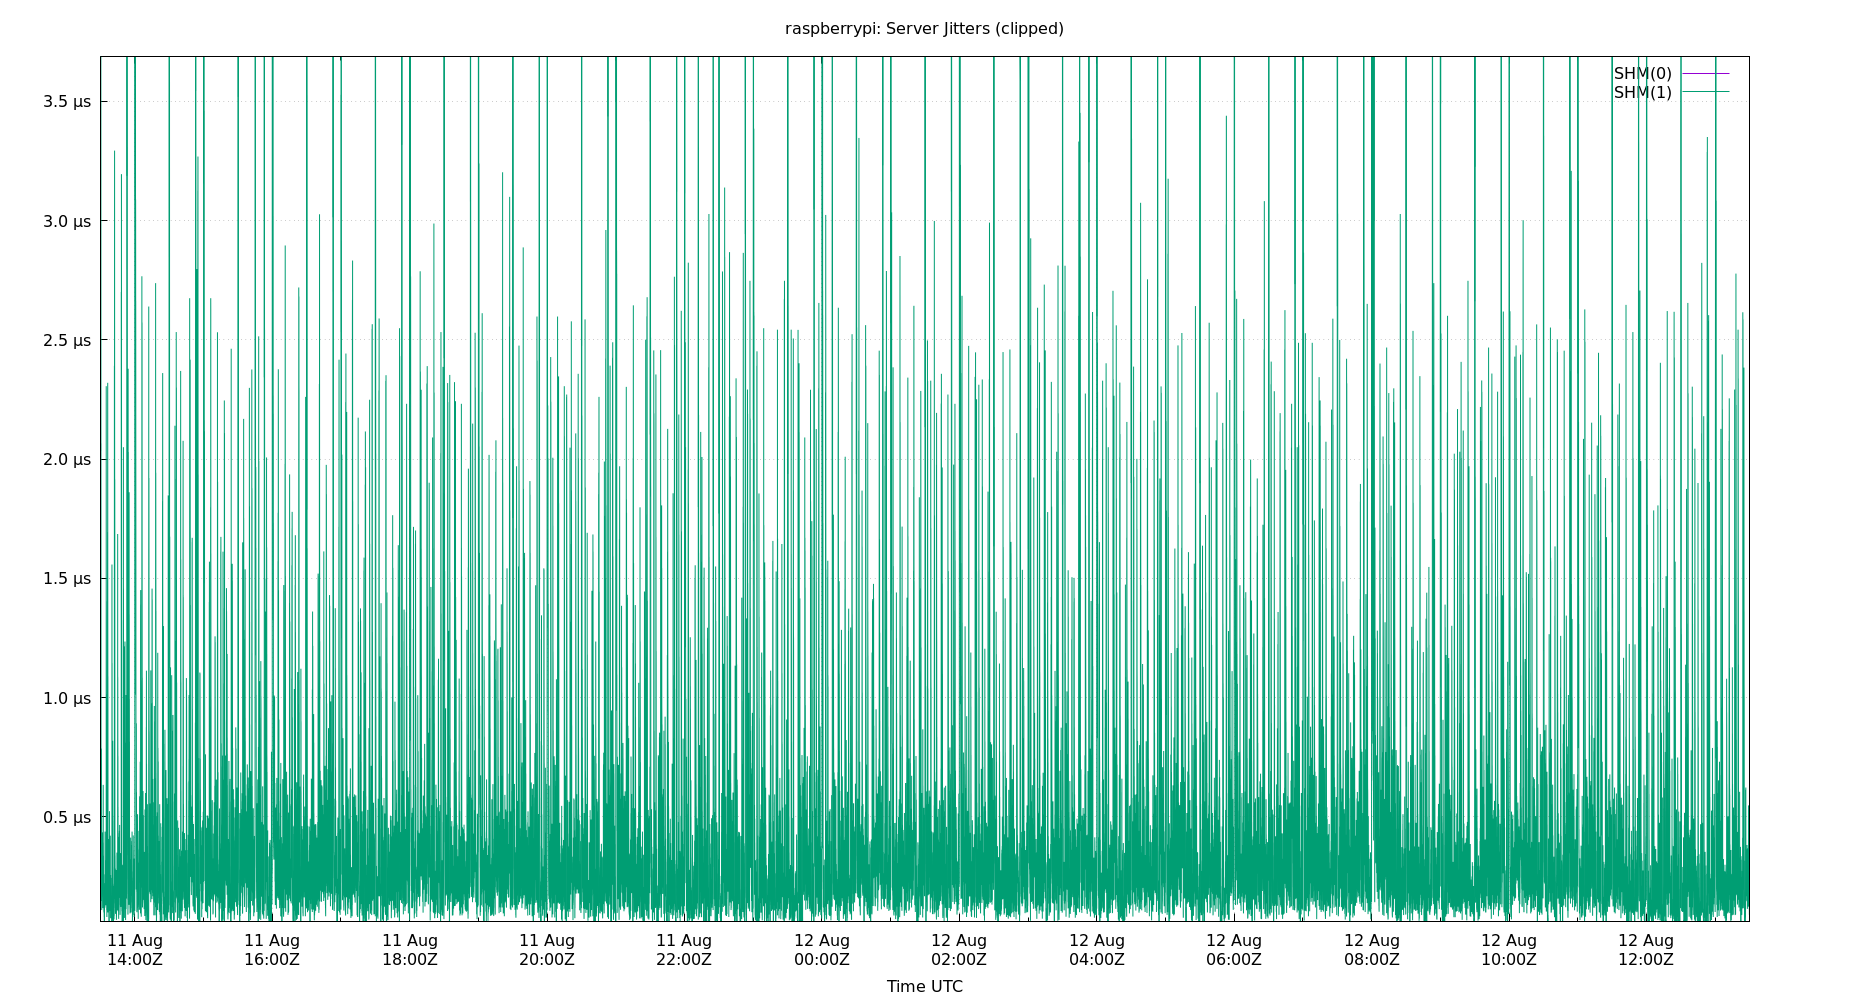 raspberrypi: Server Jitters (clipped)
SHM(0)
SHM(1)
3.5 µs
3.0 µs
2.5 µs
2.0 µs
1.5 µs
1.0 µs
0.5 µs
11 Aug 11 Aug 11 Aug 11 Aug 11 Aug 12 Aug 12 Aug 12 Aug 12 Aug 12 Aug 12 Aug 12 Aug
14:00Z 16:00Z 18:00Z 20:00Z 22:00Z 00:00Z 02:00Z 04:00Z 06:00Z 08:00Z 10:00Z 12:00Z
Time UTC